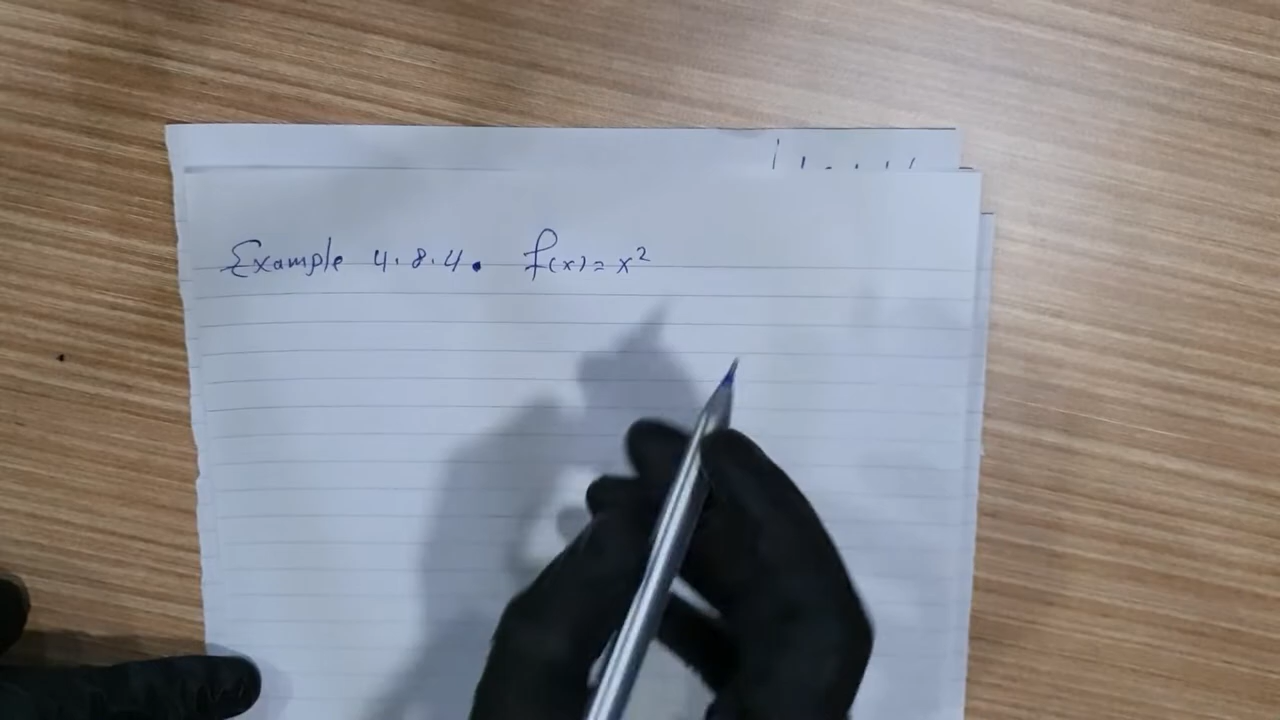 Example 4.8.4. f(x) = x²